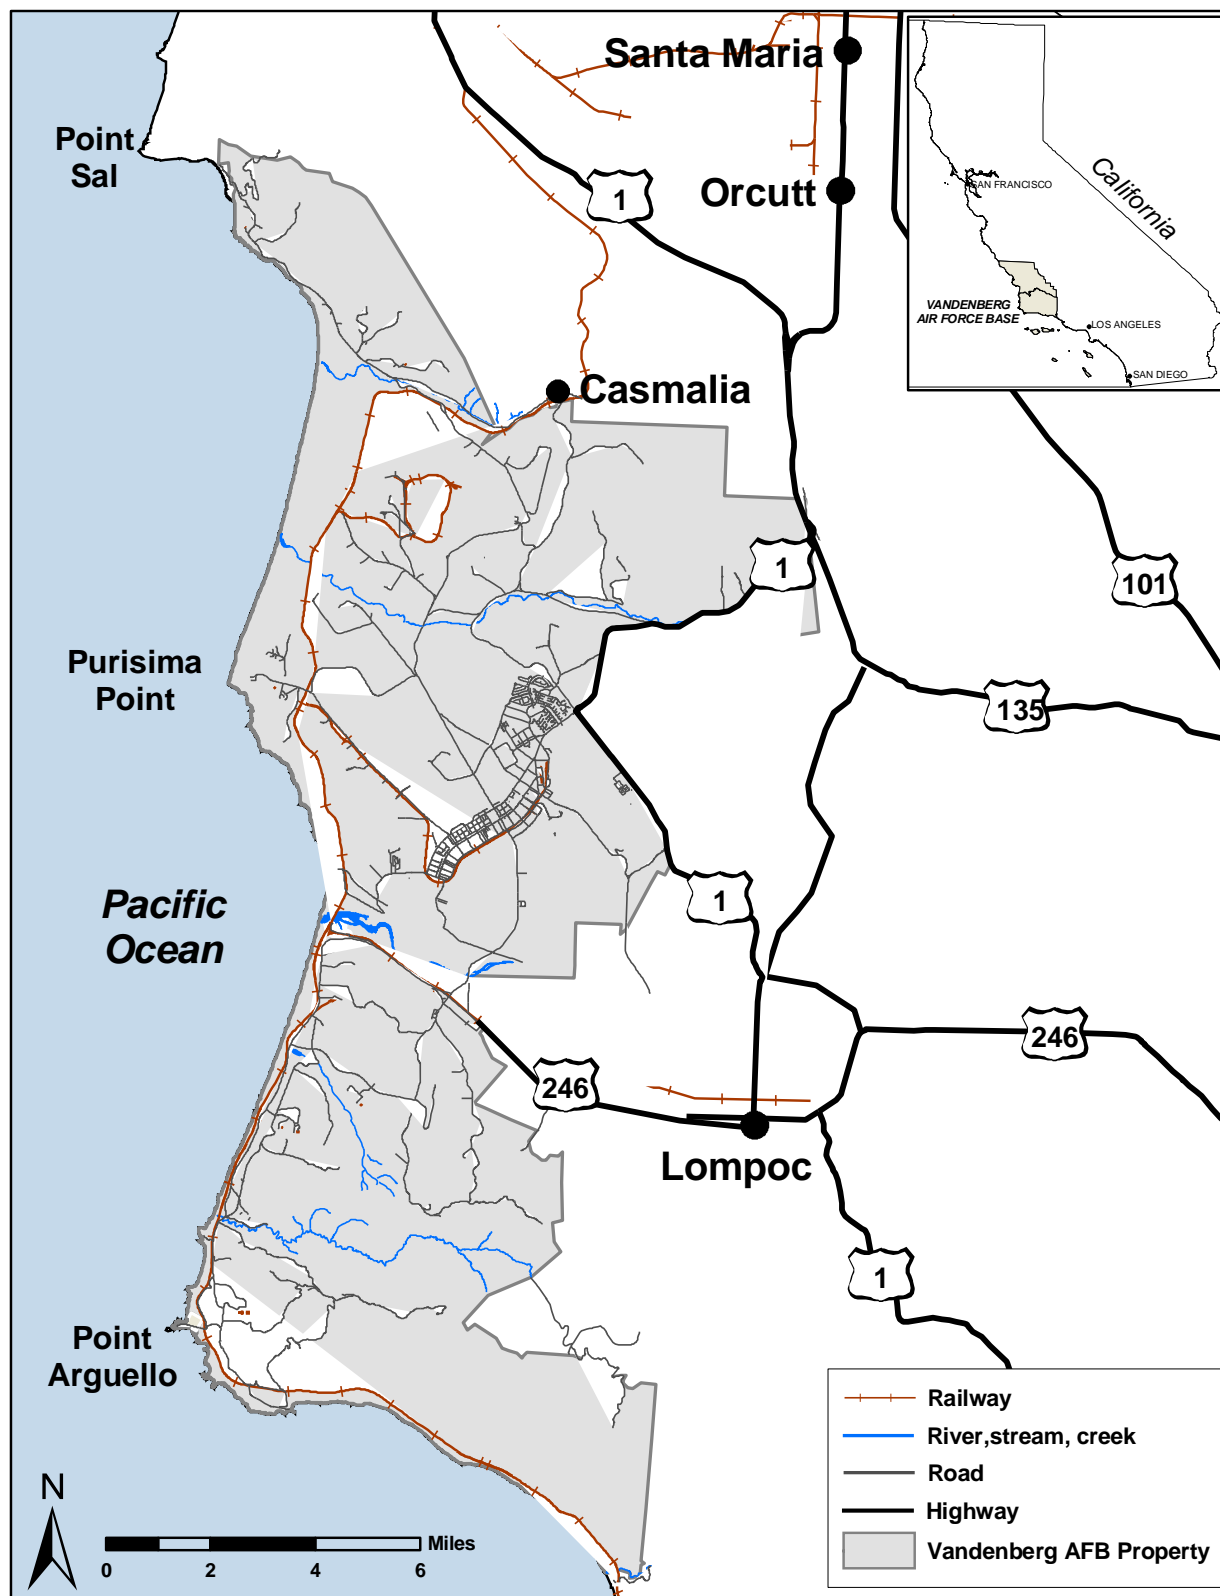 Santa Maria
Point
Sal
1
Orcutt
California
SAN FRANCISCO
VANDENBERG
AIR FORCE BASE
LOS ANGELES
SAN DIEGO
Casmalia
1
101
Purisima
Point
135
Pacific
Ocean
1
246
246
Lompoc
1
Point
Arguello
Railway
River,stream, creek
Road
Highway
Vandenberg AFB Property
N
Miles
0 2 4 6